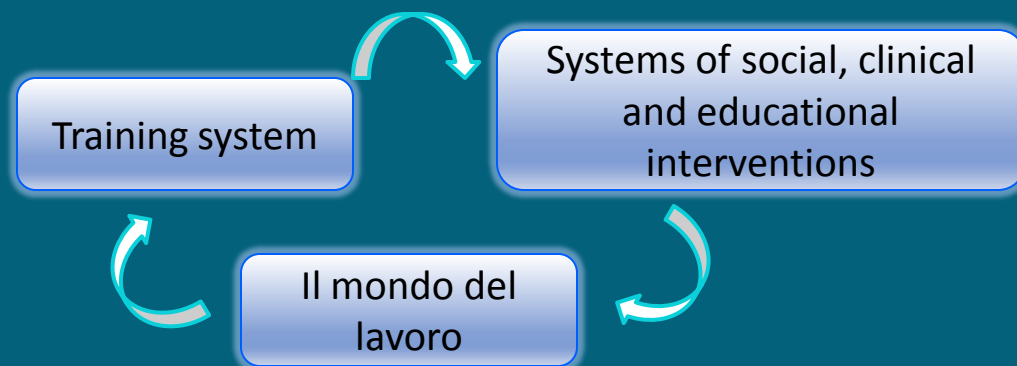 Training system
Systems of social, clinical
and educational
interventions
Il mondo del
lavoro